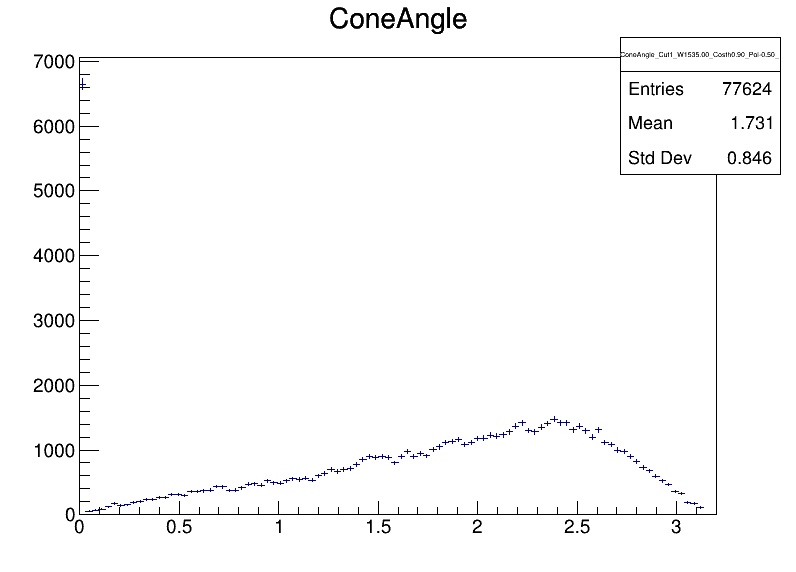 ConeAngle
ConeAngle_Cut1_W1535.00_Costh0.90_Pol-0.50_
Entries 77624
Mean 1.731
Std Dev 0.846
7000
6000
5000
4000
3000
2000
1000
0
0 0.5 1 1.5 2 2.5 3